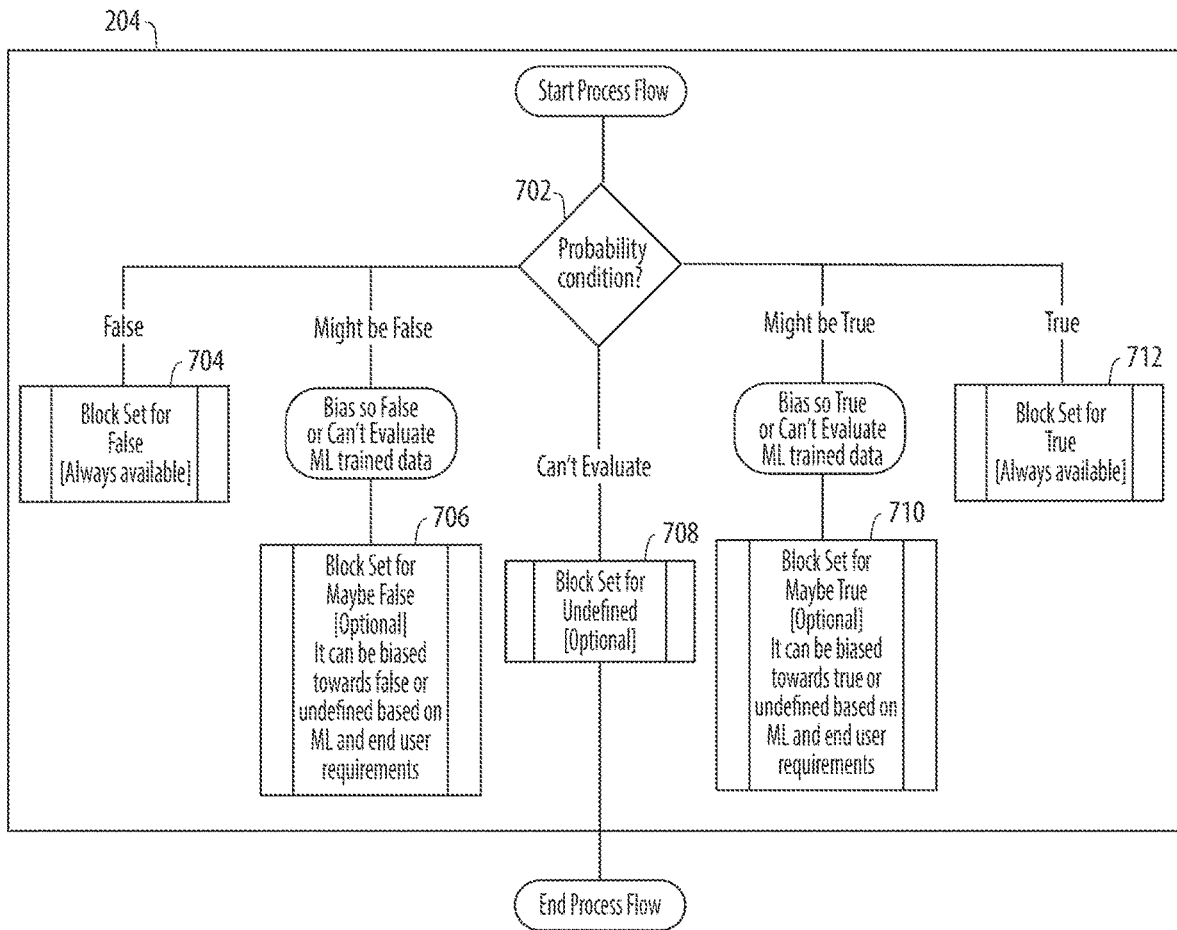 204
Start Process Flow
702
Probability
condition?
False
Might be False
Might be True
True
704
Block Set for
False
[Always available]
Bias so False
or Can't Evaluate
ML trained data
Can't Evaluate
Bias so True
or Can't Evaluate
ML trained data
712
Block Set for
True
[Always available]
706
Block Set for
Maybe False
[Optional]
It can be biased
towards false or
undefined based on
ML and end user
requirements
708
Block Set for
Undefined
[Optional]
710
Block Set for
Maybe True
[Optional]
It can be biased
towards true or
undefined based on
ML and end user
requirements
End Process Flow